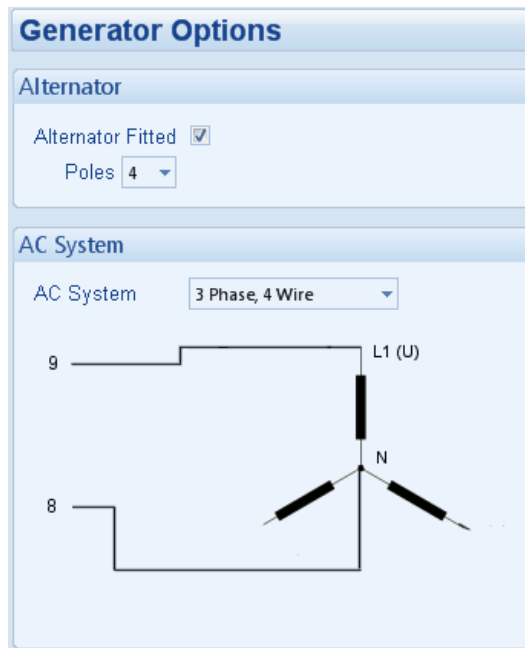 Generator Options
Alternator
Alternator Fitted
Poles 4
AC System
AC System 3 Phase, 4 Wire
9 L1 (U)
N
8